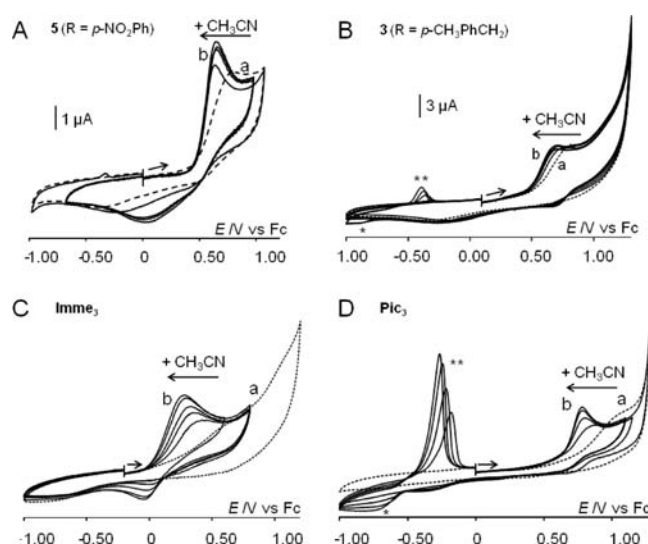 A 5 (R = p-NO₂Ph) + CH₃CN
b a
1 µA
E /V vs Fc
-1.00 -0.50 0 0.50 1.00
B 3 (R = p-CH₃PhCH₂)
3 µA + CH₃CN
b a
**
*
E /V vs Fc
1.00 -0.50 0.00 0.50 1.00
C Imme₃
+ CH₃CN
b a
E /V vs Fc
-1.00 -0.50 0.00 0.50 1.00
D Pic₃
** + CH₃CN
b a
*
E /V vs Fc
-1.00 -0.50 0 0.50 1.00